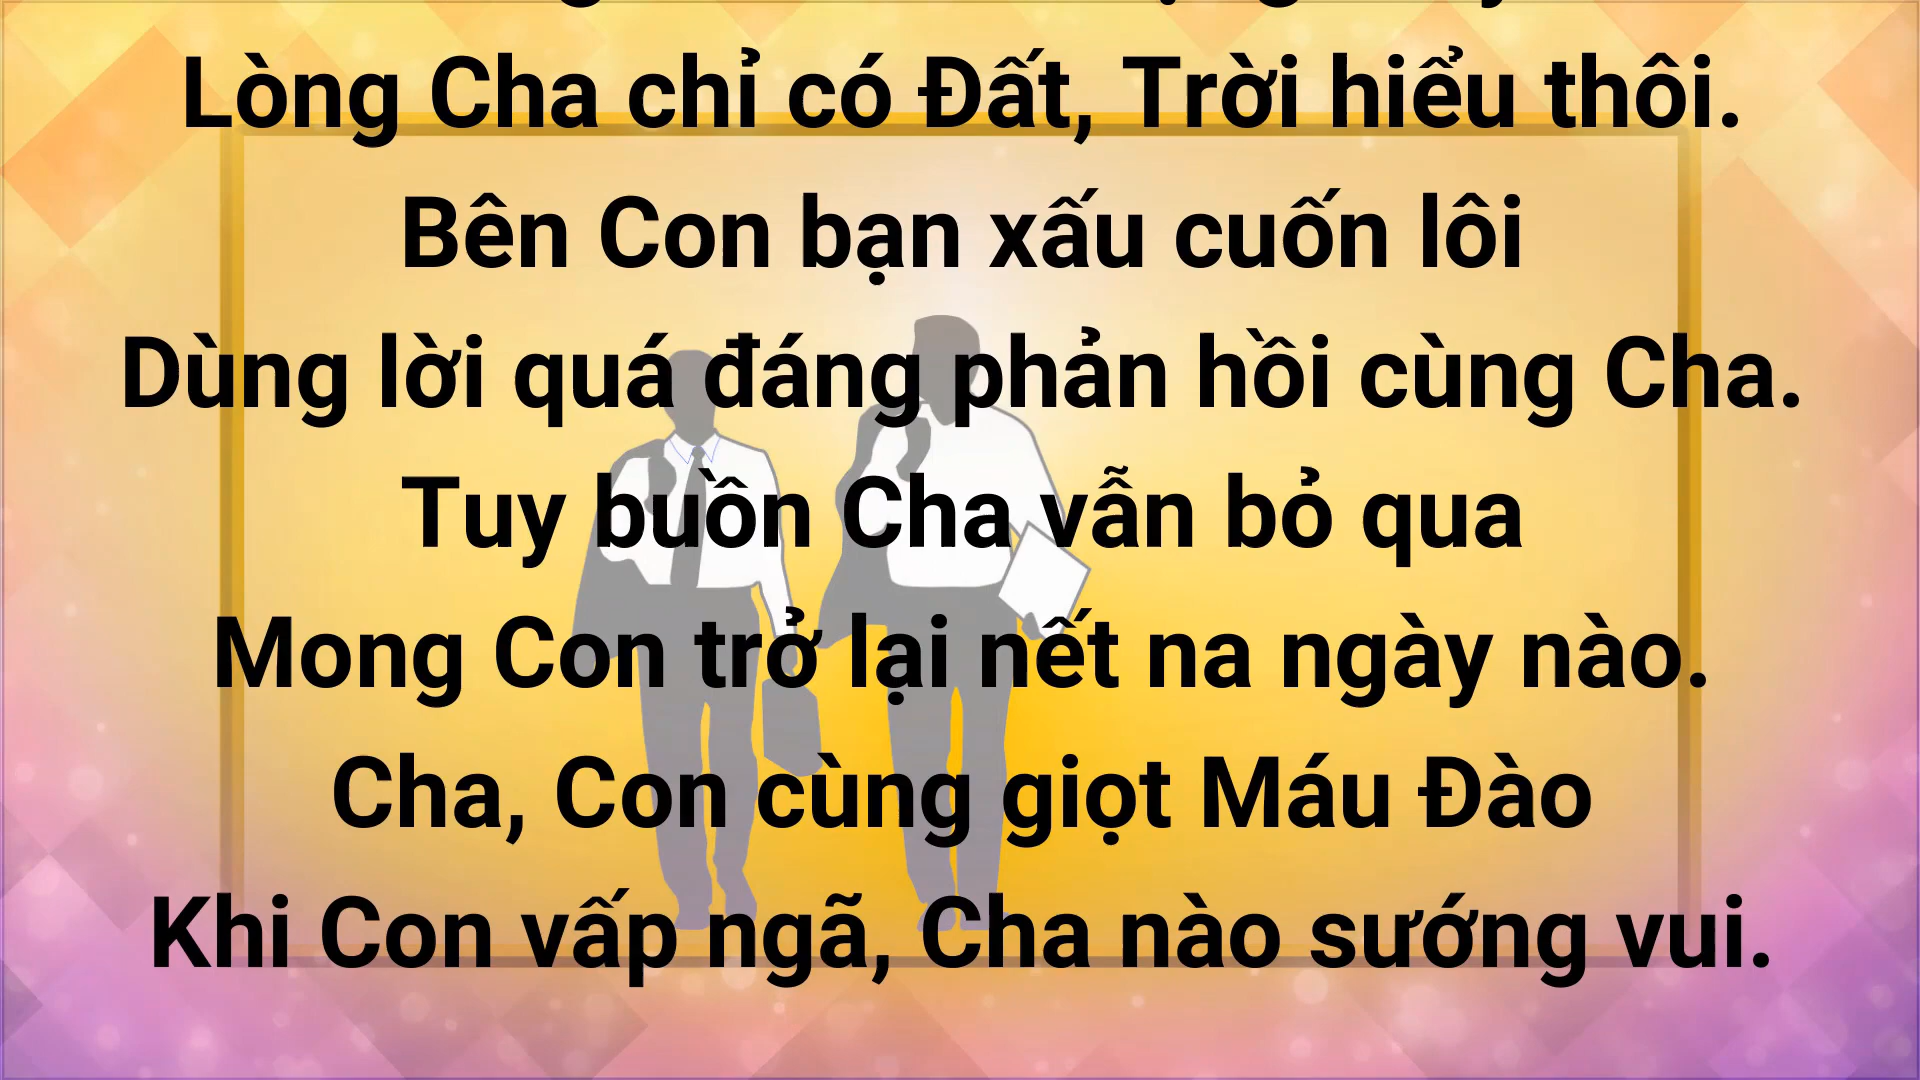 Lòng Cha chỉ có Đất, Trời hiểu thôi.
Bên Con bạn xấu cuốn lôi
Dùng lời quá đáng phản hồi cùng Cha.
Tuy buồn Cha vẫn bỏ qua
Mong Con trở lại nết na ngày nào.
Cha, Con cùng giọt Máu Đào
Khi Con vấp ngã, Cha nào sướng vui.